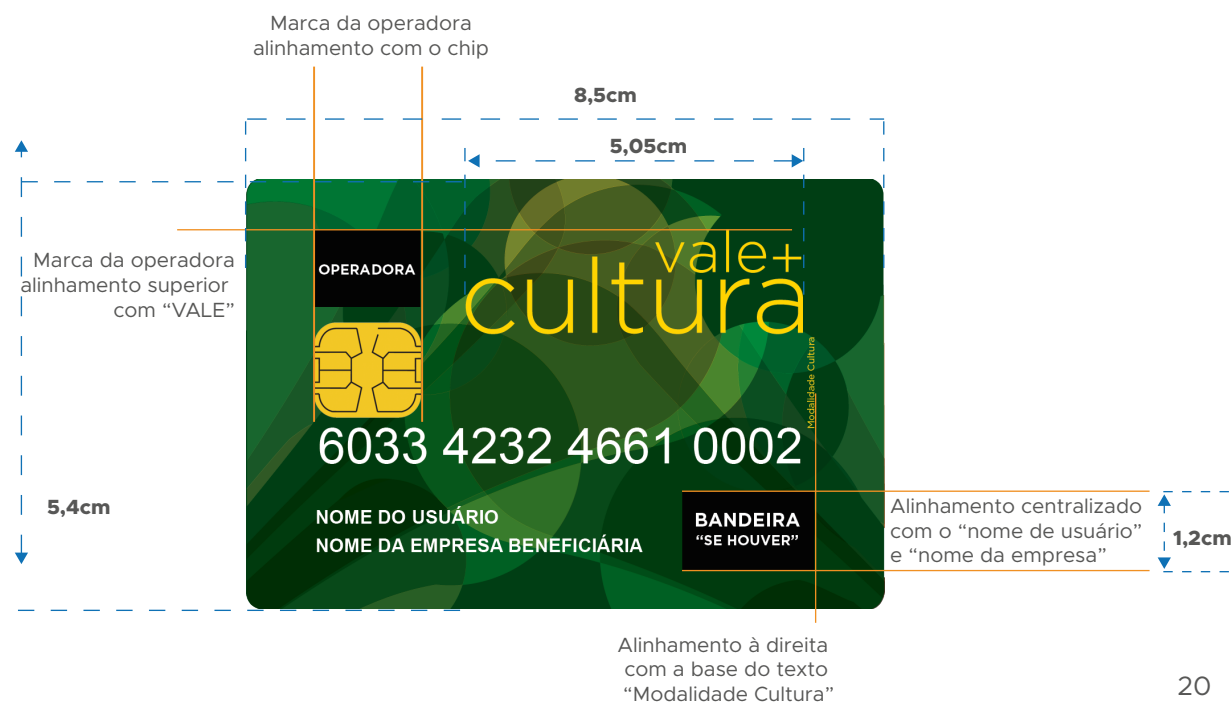 Marca da operadora
alinhamento com o chip
8,5cm
5,05cm
Marca da operadora
alinhamento superior
com “VALE”
OPERADORA
vale+
cultura
Modalidade Cultura
6033 4232 4661 0002
5,4cm
NOME DO USUÁRIO
NOME DA EMPRESA BENEFICIÁRIA
BANDEIRA
“SE HOUVER”
Alinhamento centralizado
com o “nome de usuário”
e “nome da empresa”
1,2cm
Alinhamento à direita
com a base do texto
“Modalidade Cultura”
20